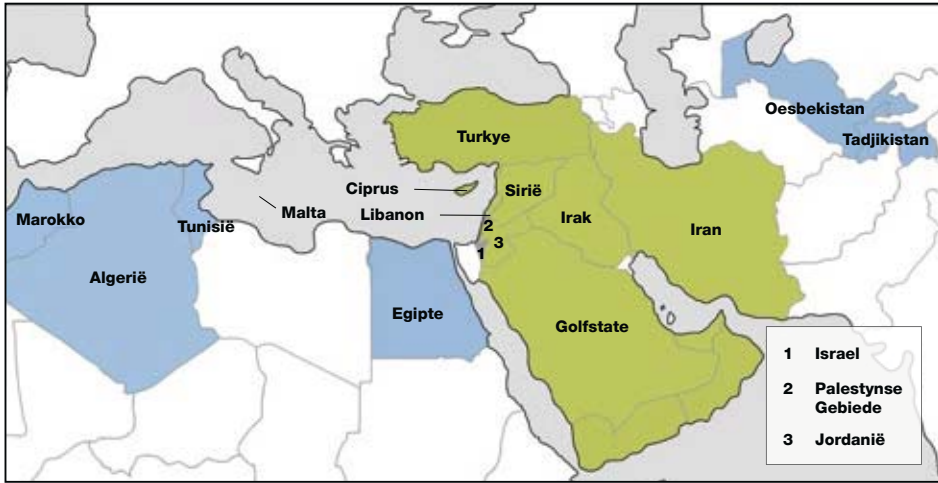 Oesbekistan
Turkye
Tadjikistan
Ciprus
Sirië
Marokko
Tunisië
Malta
Libanon
Irak
Iran
2
3
1
Algerië
Egipte
Golfstate
1 Israel
2 Palestynse
Gebiede
3 Jordanië